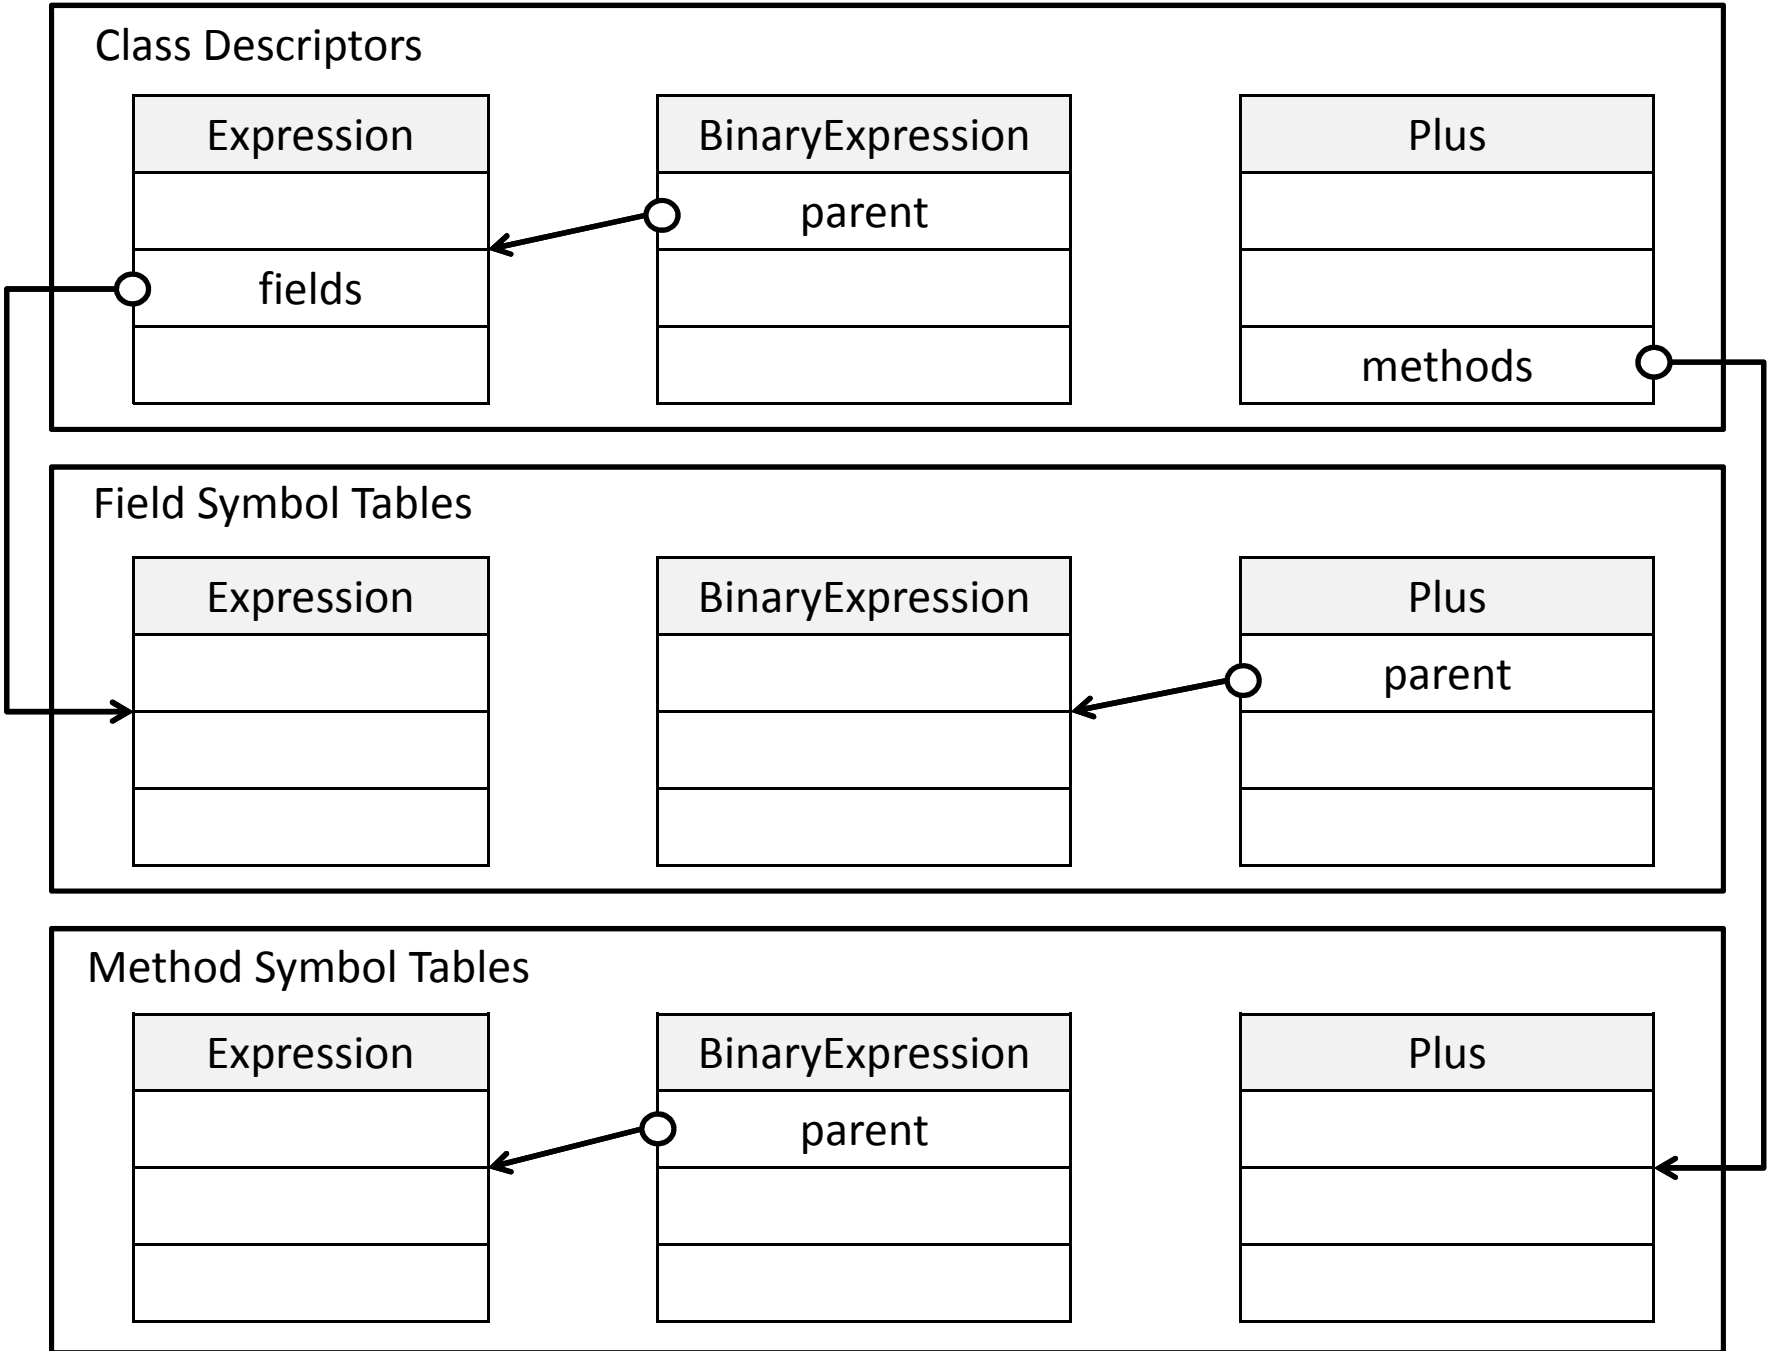 Class Descriptors
Expression
BinaryExpression
Plus
parent
fields
methods
Field Symbol Tables
Expression
BinaryExpression
Plus
parent
Method Symbol Tables
Expression
BinaryExpression
Plus
parent